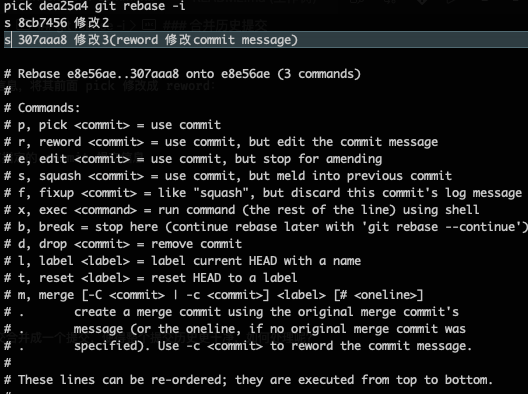 pick dea25a4 git rebase -i
s 8cb7456 修改2
s 307aaa8 修改3(reword 修改commit message)
# Rebase e8e56ae..307aaa8 onto e8e56ae (3 commands)
#
# Commands:
# p, pick <commit> = use commit
# r, reword <commit> = use commit, but edit the commit message
# e, edit <commit> = use commit, but stop for amending
# s, squash <commit> = use commit, but meld into previous commit
# f, fixup <commit> = like "squash", but discard this commit's log message
# x, exec <command> = run command (the rest of the line) using shell
# b, break = stop here (continue rebase later with 'git rebase --continue')
# d, drop <commit> = remove commit
# l, label <label> = label current HEAD with a name
# t, reset <label> = reset HEAD to a label
# m, merge [-C <commit> | -c <commit>] <label> [# <oneline>]
# .       create a merge commit using the original merge commit's
# .       message (or the oneline, if no original merge commit was
# .       specified). Use -c <commit> to reword the commit message.
#
# These lines can be re-ordered; they are executed from top to bottom.
#